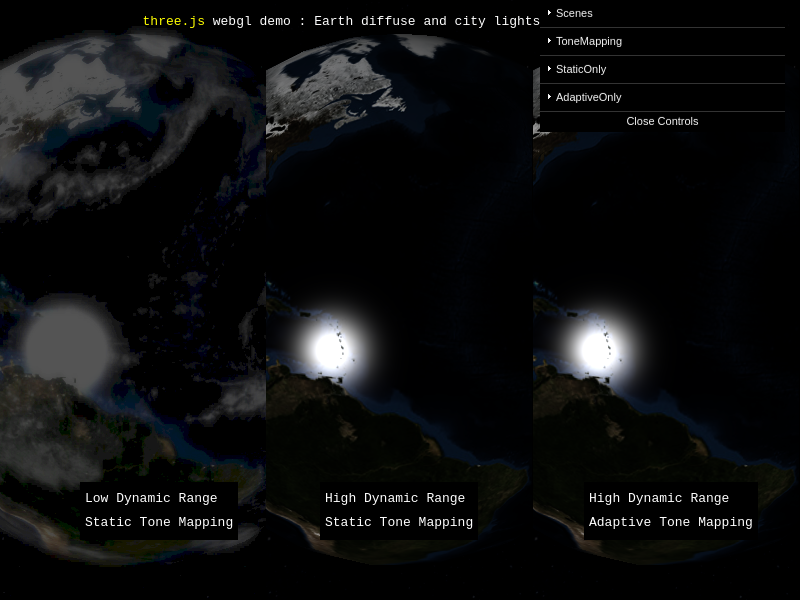 three.js webgl demo : Earth diffuse and city lights
Scenes
ToneMapping
StaticOnly
AdaptiveOnly
Close Controls
Low Dynamic Range
Static Tone Mapping
High Dynamic Range
Static Tone Mapping
High Dynamic Range
Adaptive Tone Mapping